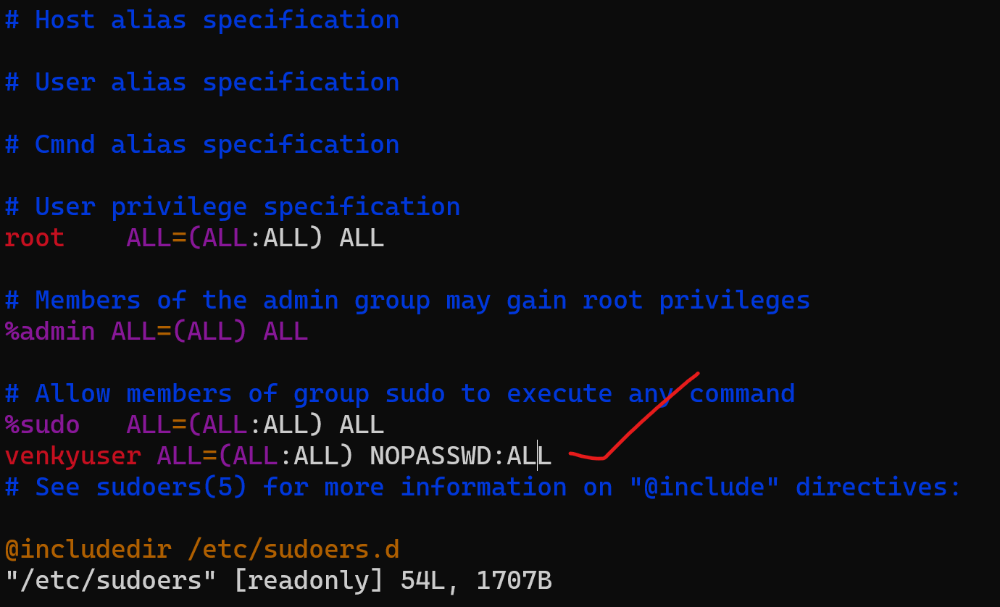 # Host alias specification
# User alias specification
# Cmnd alias specification
# User privilege specification
root    ALL=(ALL:ALL) ALL
# Members of the admin group may gain root privileges
%admin ALL=(ALL) ALL
# Allow members of group sudo to execute any command
%sudo   ALL=(ALL:ALL) ALL
venkyuser ALL=(ALL:ALL) NOPASSWD:ALL
# See sudoers(5) for more information on "@include" directives:
@includedir /etc/sudoers.d
"/etc/sudoers" [readonly] 54L, 1707B